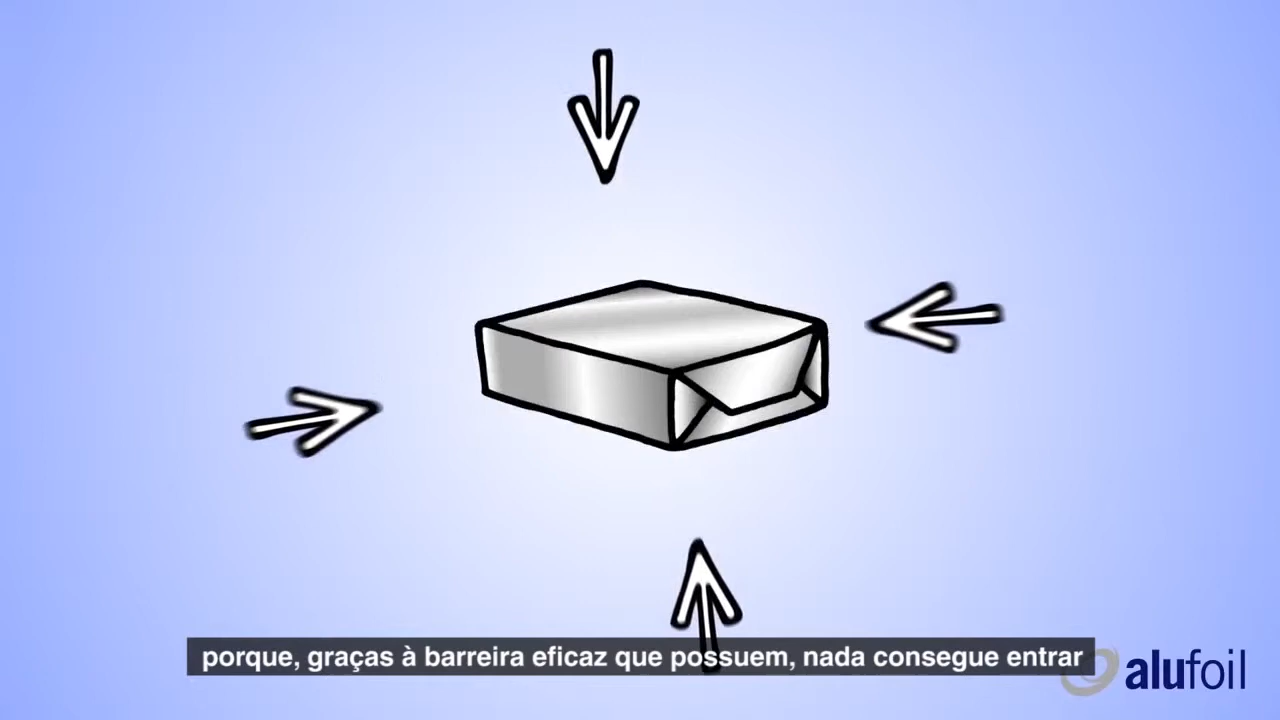 porque, graças à barreira eficaz que possuem, nada consegue entrar
alufoil